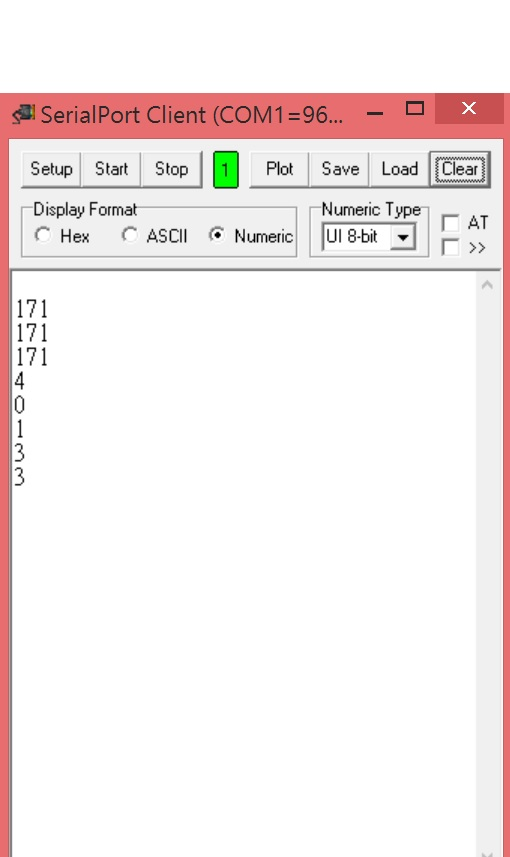 SerialPort Client (COM1=96...
Setup Start Stop 1 Plot Save Load Clear
Display Format Numeric Type
Hex ASCII Numeric UI 8-bit AT
>>
171
171
171
4
0
1
3
3